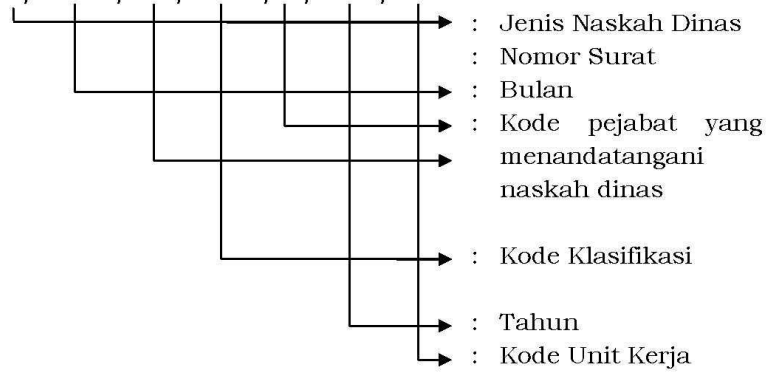 : Jenis Naskah Dinas
: Nomor Surat
: Bulan
: Kode pejabat yang
menandatangani
naskah dinas
: Kode Klasifikasi
: Tahun
: Kode Unit Kerja